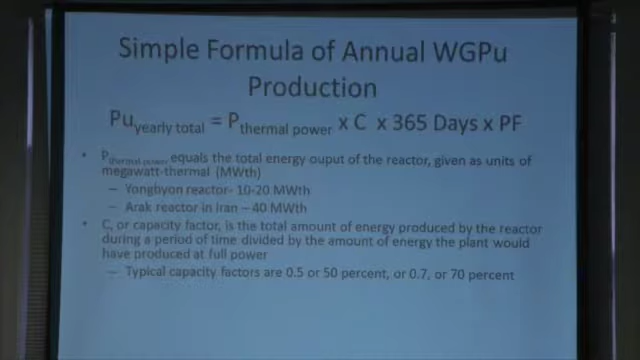 Simple Formula of Annual WGPu
Production
Pu yearly total = P thermal power x C x 365 Days x PF
• P thermal power equals the total energy ouput of the reactor, given as units of
megawatt-thermal (MWth)
– Yongbyon reactor- 10-20 MWth
– Arak reactor in Iran – 40 MWth
• C, or capacity factor, is the total amount of energy produced by the reactor
during a period of time divided by the amount of energy the plant would
have produced at full power
– Typical capacity factors are 0.5 or 50 percent, or 0.7, or 70 percent